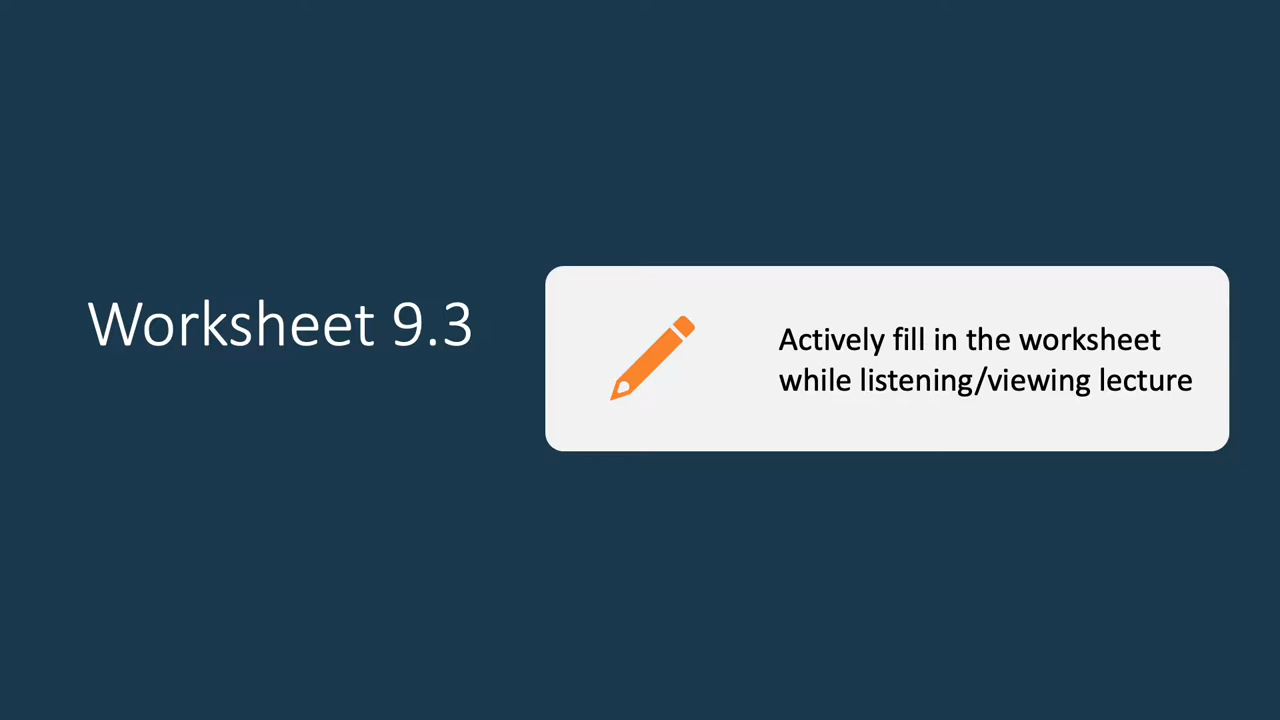 Worksheet 9.3
Actively fill in the worksheet
while listening/viewing lecture